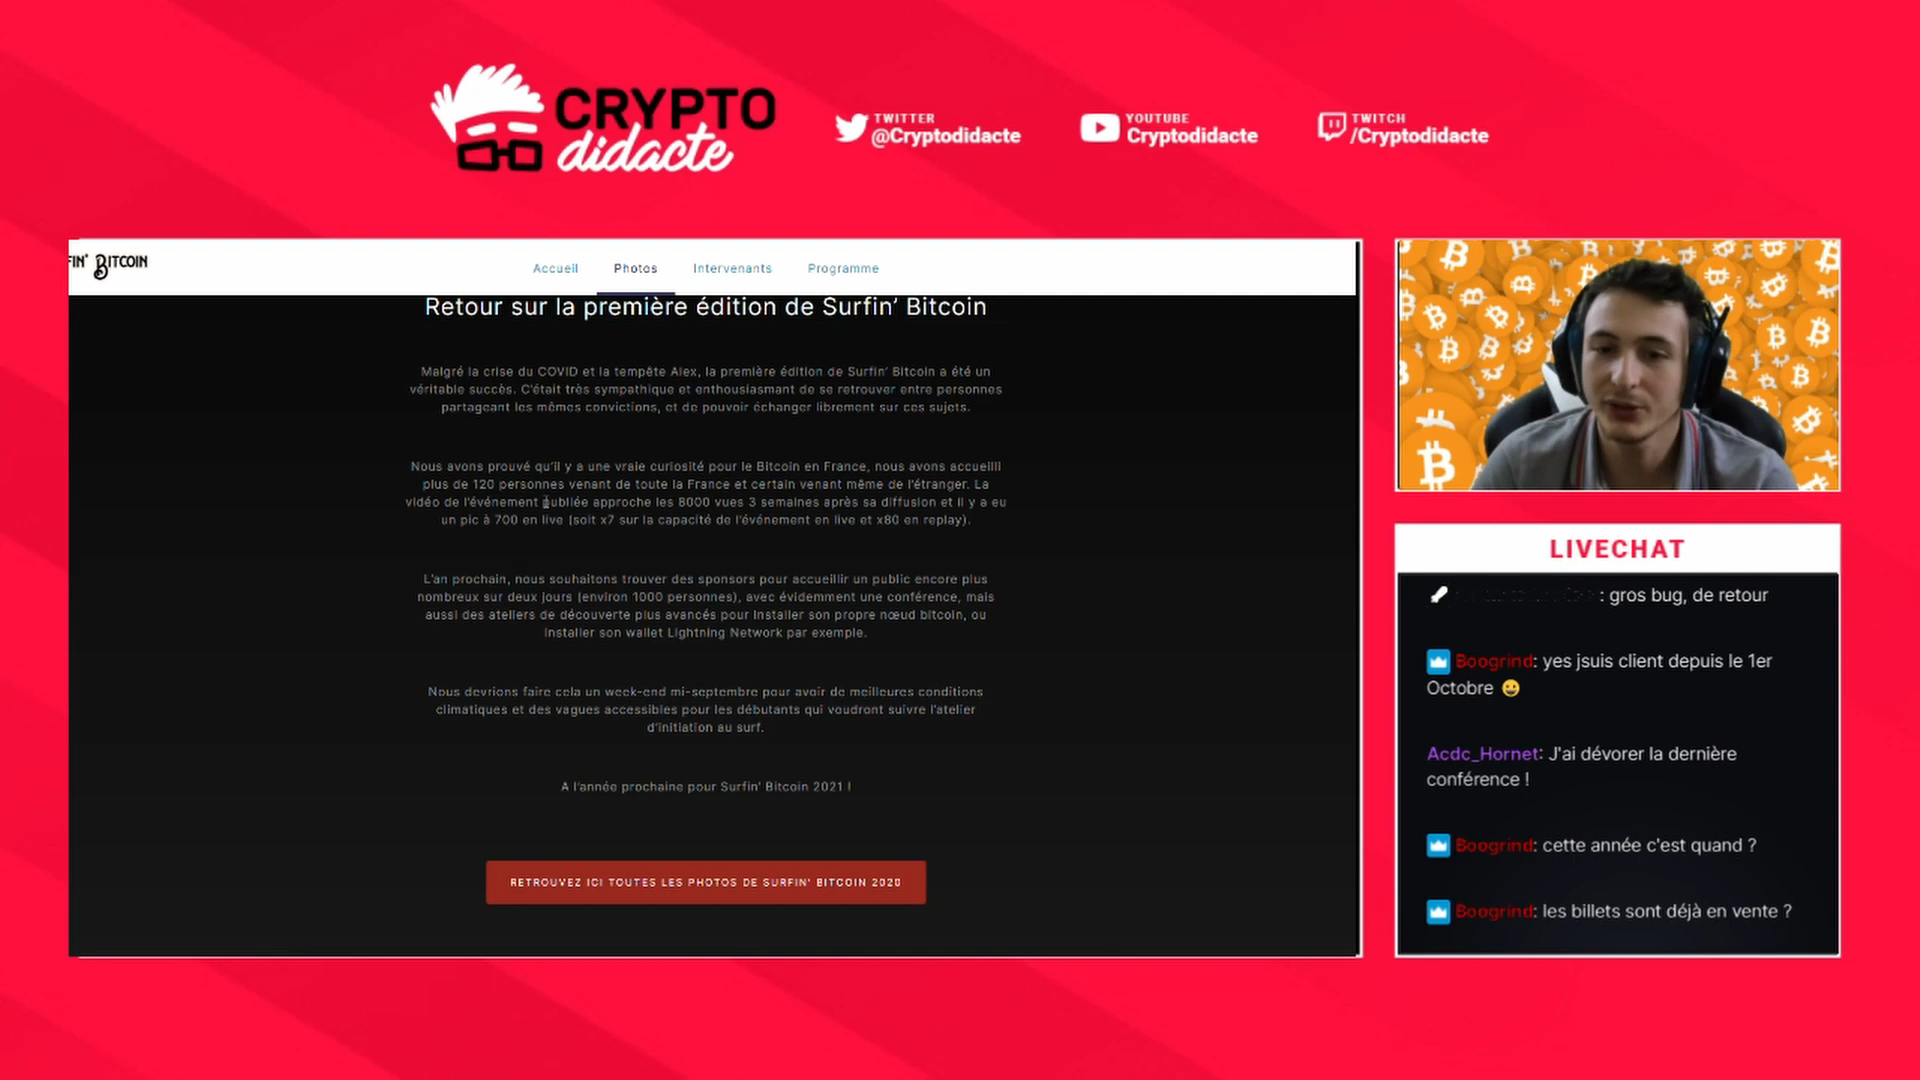 CRYPTO
didacte
TWITTER
@Cryptodidacte
YOUTUBE
Cryptodidacte
TWITCH
/Cryptodidacte
FIN' BITCOIN
Accueil
Photos
Intervenants
Programme
Retour sur la première édition de Surfin' Bitcoin
Malgré la crise du COVID et la tempête Alex, la première édition de Surfin' Bitcoin a été un
véritable succès. C'était très sympathique et enthousiasmant de se retrouver entre personnes
partageant les mêmes convictions, et de pouvoir échanger librement sur ces sujets.
Nous avons prouvé qu'il y a une vraie curiosité pour le Bitcoin en France, nous avons accueilli
plus de 120 personnes venant de toute la France et certain venant même de l'étranger. La
vidéo de l'événement publiée approche les 8000 vues 3 semaines après sa diffusion et il y a eu
un pic à 700 en live (soit x7 sur la capacité de l'événement en live et x80 en replay).
L'an prochain, nous souhaitons trouver des sponsors pour accueillir un public encore plus
nombreux sur deux jours (environ 1000 personnes), avec évidemment une conférence, mais
aussi des ateliers de découverte plus avancés pour installer son propre nœud bitcoin, ou
installer son wallet Lightning Network par exemple.
Nous devrions faire cela un week-end mi-septembre pour avoir de meilleures conditions
climatiques et des vagues accessibles pour les débutants qui voudront suivre l'atelier
d'initiation au surf.
A l'année prochaine pour Surfin' Bitcoin 2021 !
RETROUVEZ ICI TOUTES LES PHOTOS DE SURFIN' BITCOIN 2020
LIVECHAT
: gros bug, de retour
Boogrind: yes jsuis client depuis le 1er
Octobre 😀
Acdc_Hornet: J'ai dévorer la dernière
conférence !
Boogrind: cette année c'est quand ?
Boogrind: les billets sont déjà en vente ?